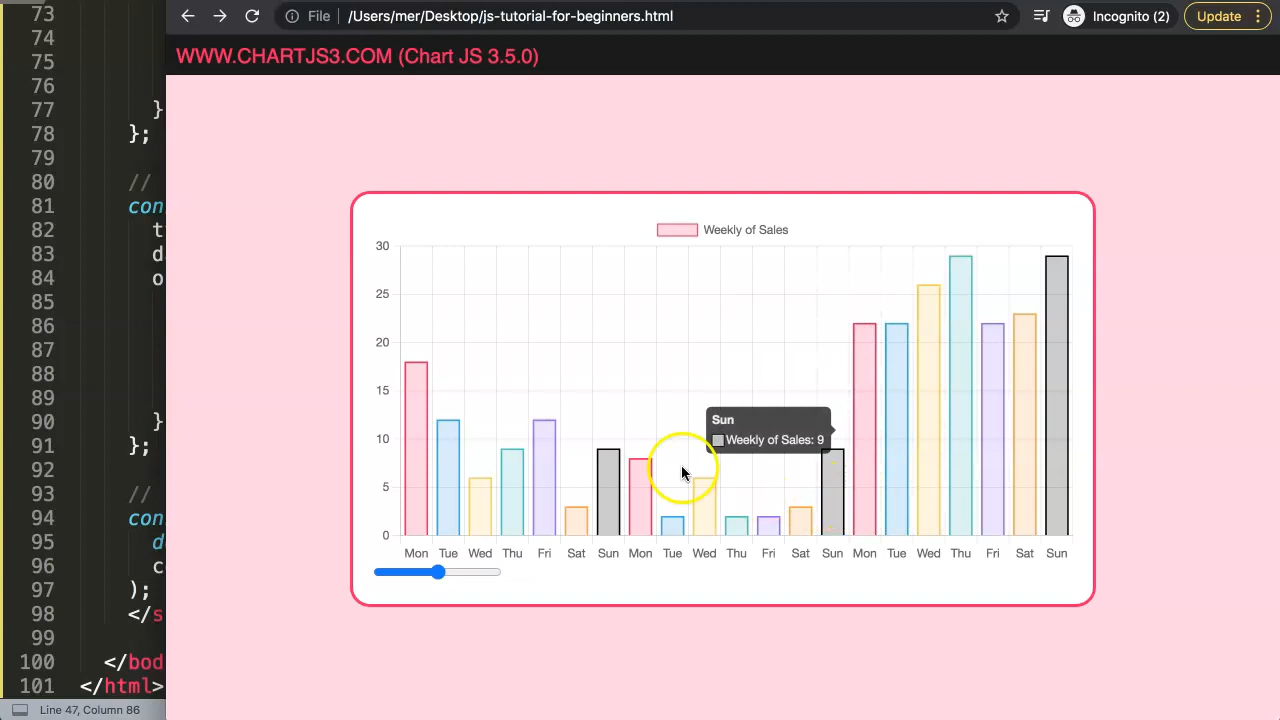 File
/Users/mer/Desktop/js-tutorial-for-beginners.html
Incognito (2)
Update
WWW.CHARTJS3.COM (Chart JS 3.5.0)
73
74
75
76
77 }
78 };
79
80 //
81 con
82 t
83 d
84 o
85
86
87
88
89
90 }
91 };
92
93 //
94 con
95 d
96 c
97 );
98 </s
99
100 </bod
101 </html>
Line 47, Column 86
Weekly of Sales
30
25
20
15
10
5
0
Sun
Weekly of Sales: 9
Mon Tue Wed Thu Fri Sat Sun Mon Tue Wed Thu Fri Sat Sun Mon Tue Wed Thu Fri Sat Sun